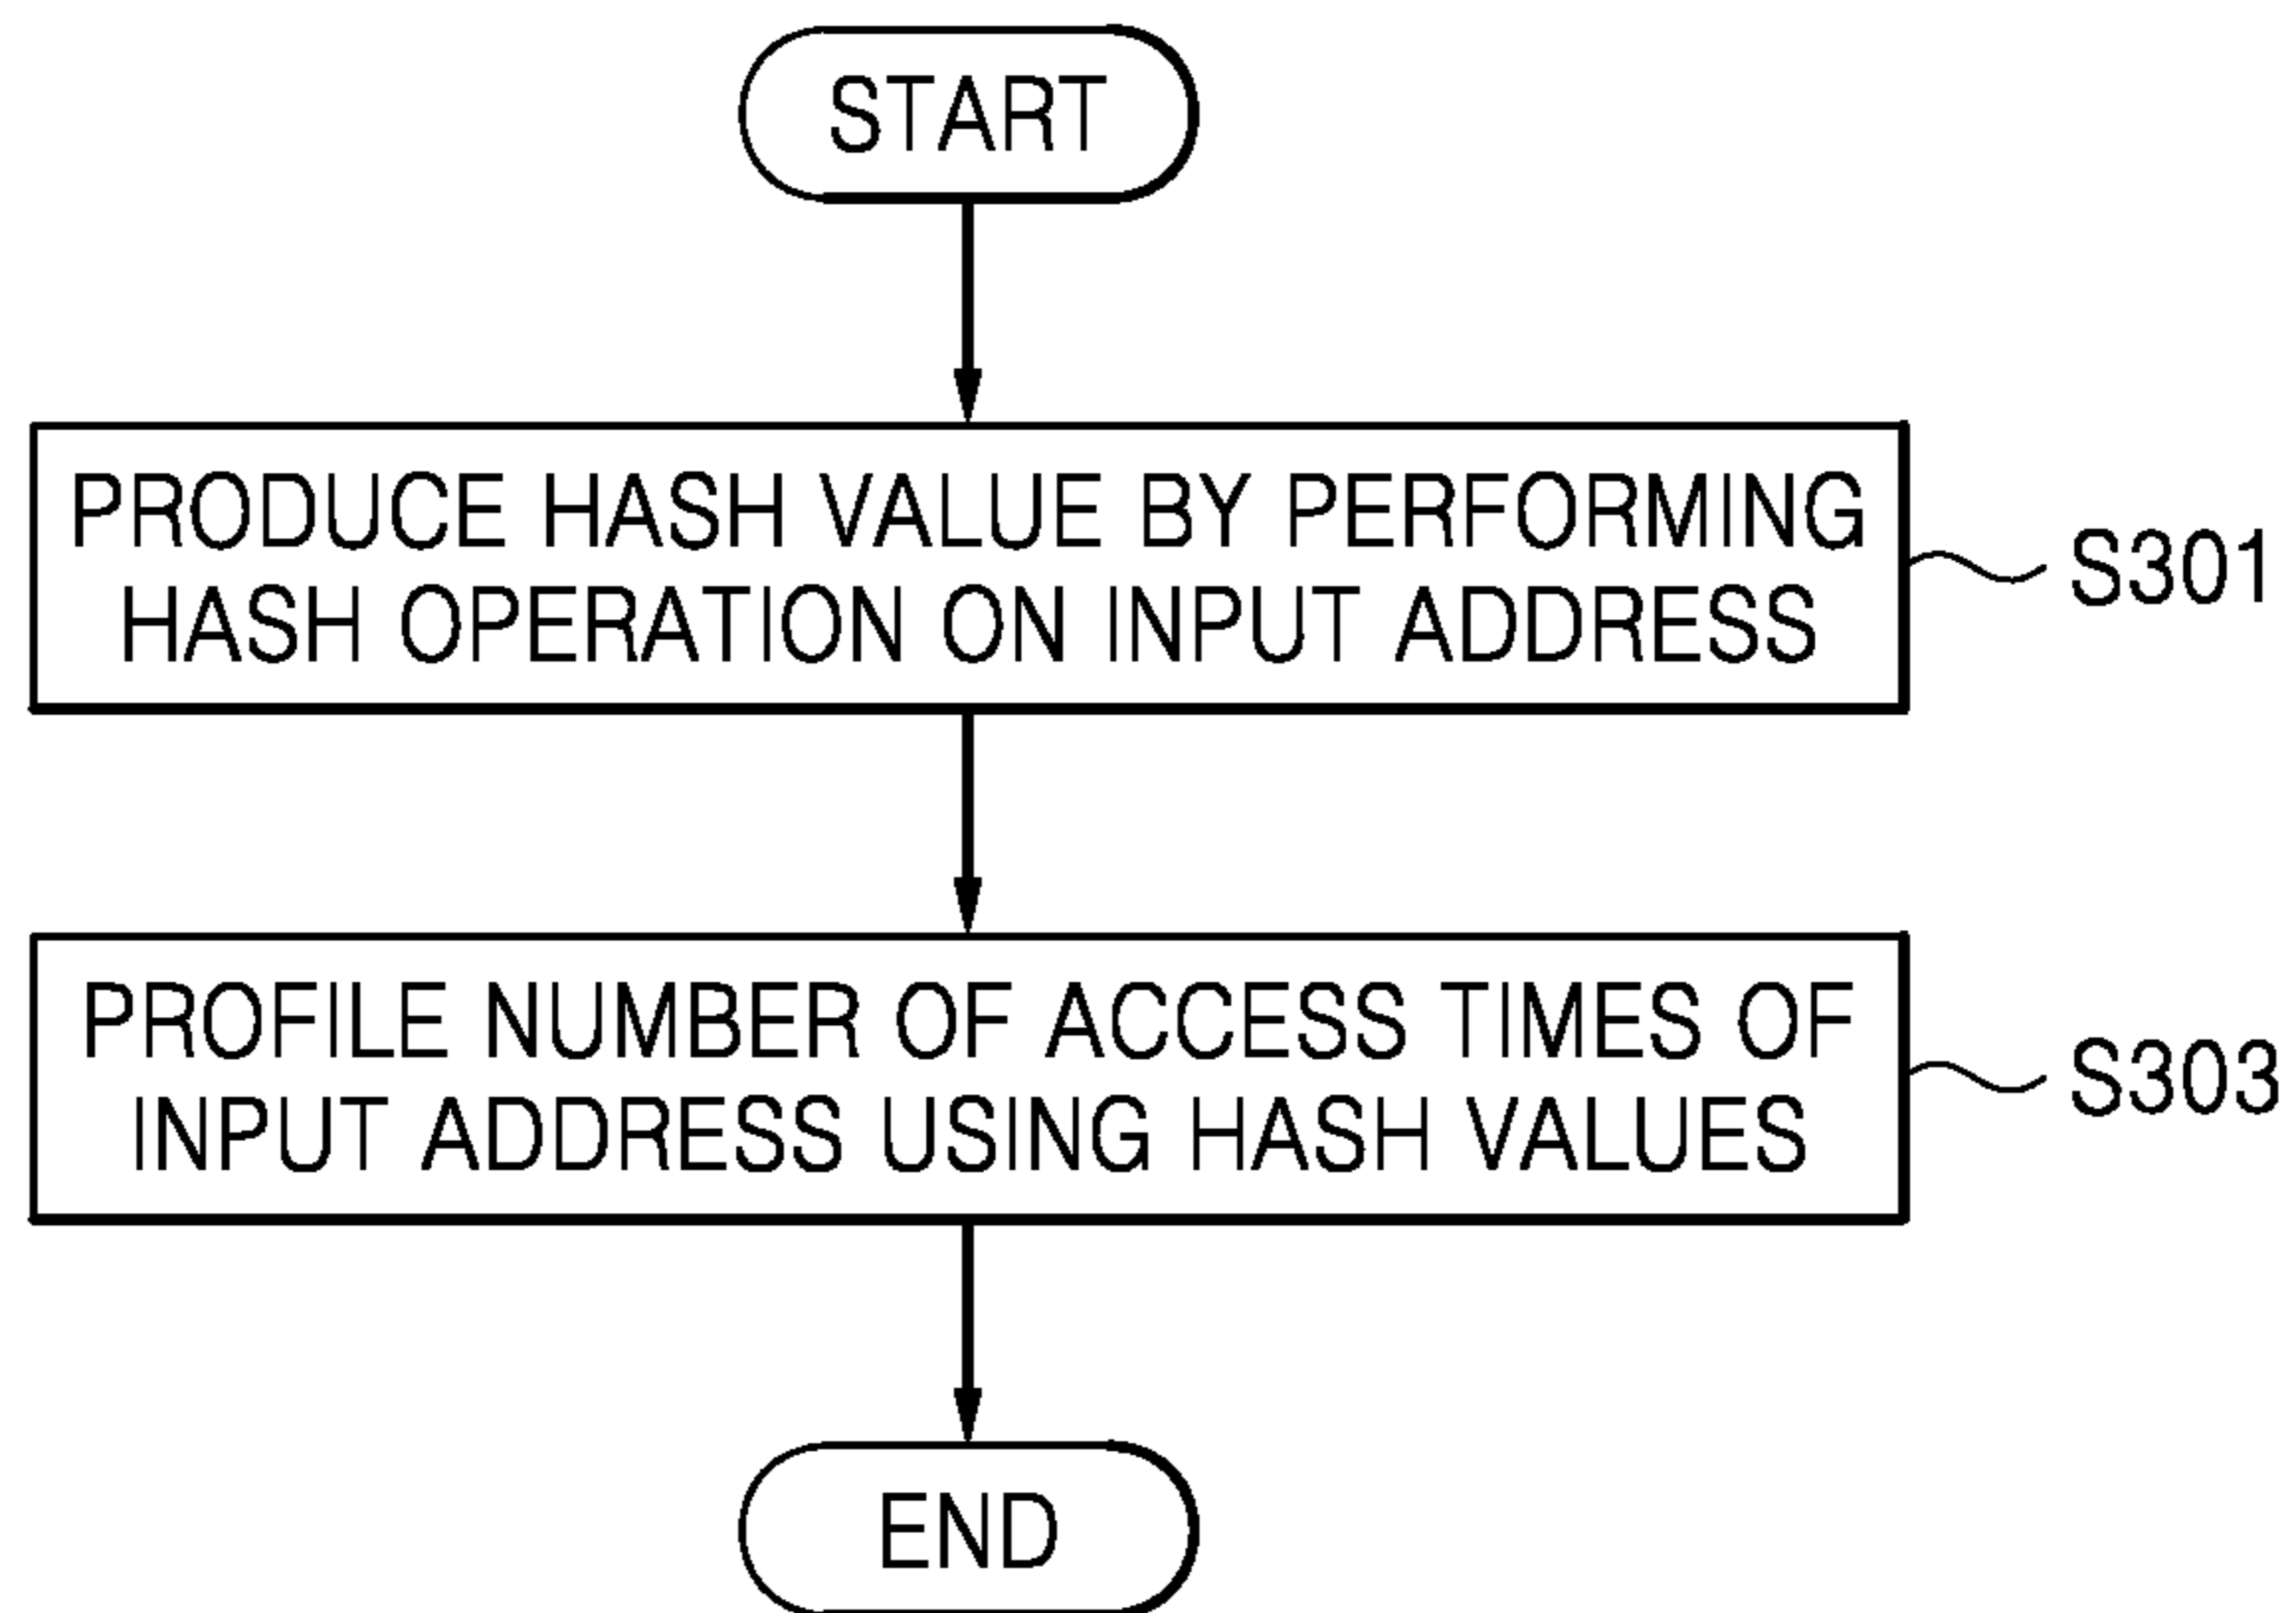 START
PRODUCE HASH VALUE BY PERFORMING
HASH OPERATION ON INPUT ADDRESS
S301
PROFILE NUMBER OF ACCESS TIMES OF
INPUT ADDRESS USING HASH VALUES
S303
END